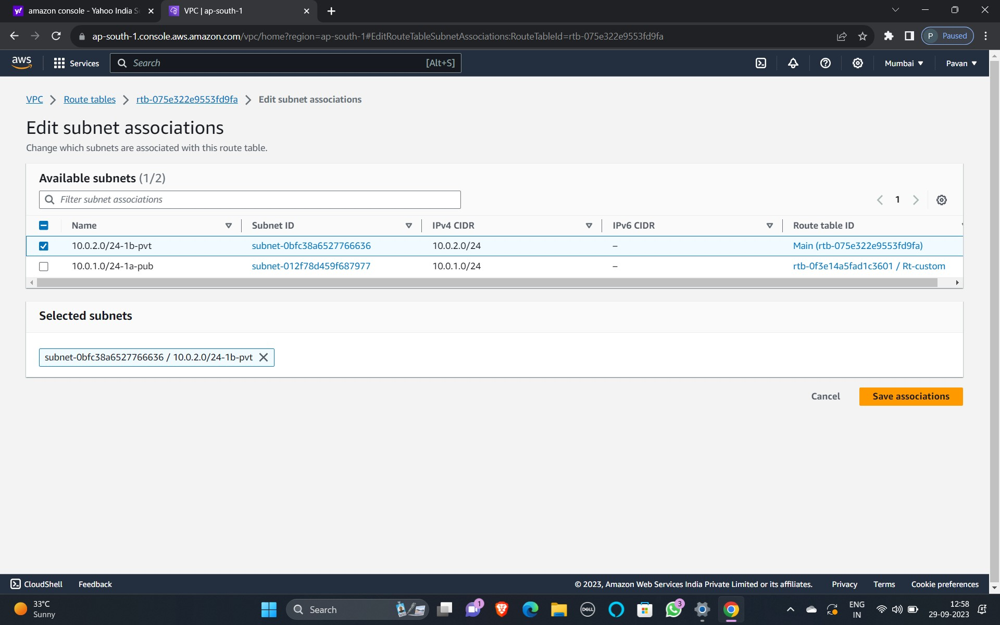 amazon console - Yahoo India S
VPC | ap-south-1
ap-south-1.console.aws.amazon.com/vpc/home?region=ap-south-1#EditRouteTableSubnetAssociations:RouteTableId=rtb-075e322e9553fd9fa
P Paused
aws
Services
Search
[Alt+S]
Mumbai
Pavan
VPC
Route tables
rtb-075e322e9553fd9fa
Edit subnet associations
Edit subnet associations
Change which subnets are associated with this route table.
Available subnets (1/2)
Filter subnet associations
1
Name
Subnet ID
IPv4 CIDR
IPv6 CIDR
Route table ID
10.0.2.0/24-1b-pvt
subnet-0bfc38a6527766636
10.0.2.0/24
–
Main (rtb-075e322e9553fd9fa)
10.0.1.0/24-1a-pub
subnet-012f78d459f687977
10.0.1.0/24
–
rtb-0f3e14a5fad1c3601 / Rt-custom
Selected subnets
subnet-0bfc38a6527766636 / 10.0.2.0/24-1b-pvt
Cancel
Save associations
CloudShell
Feedback
© 2023, Amazon Web Services India Private Limited or its affiliates.
Privacy
Terms
Cookie preferences
33°C
Sunny
Search
1
DELL
3
ENG
IN
12:58
29-09-2023